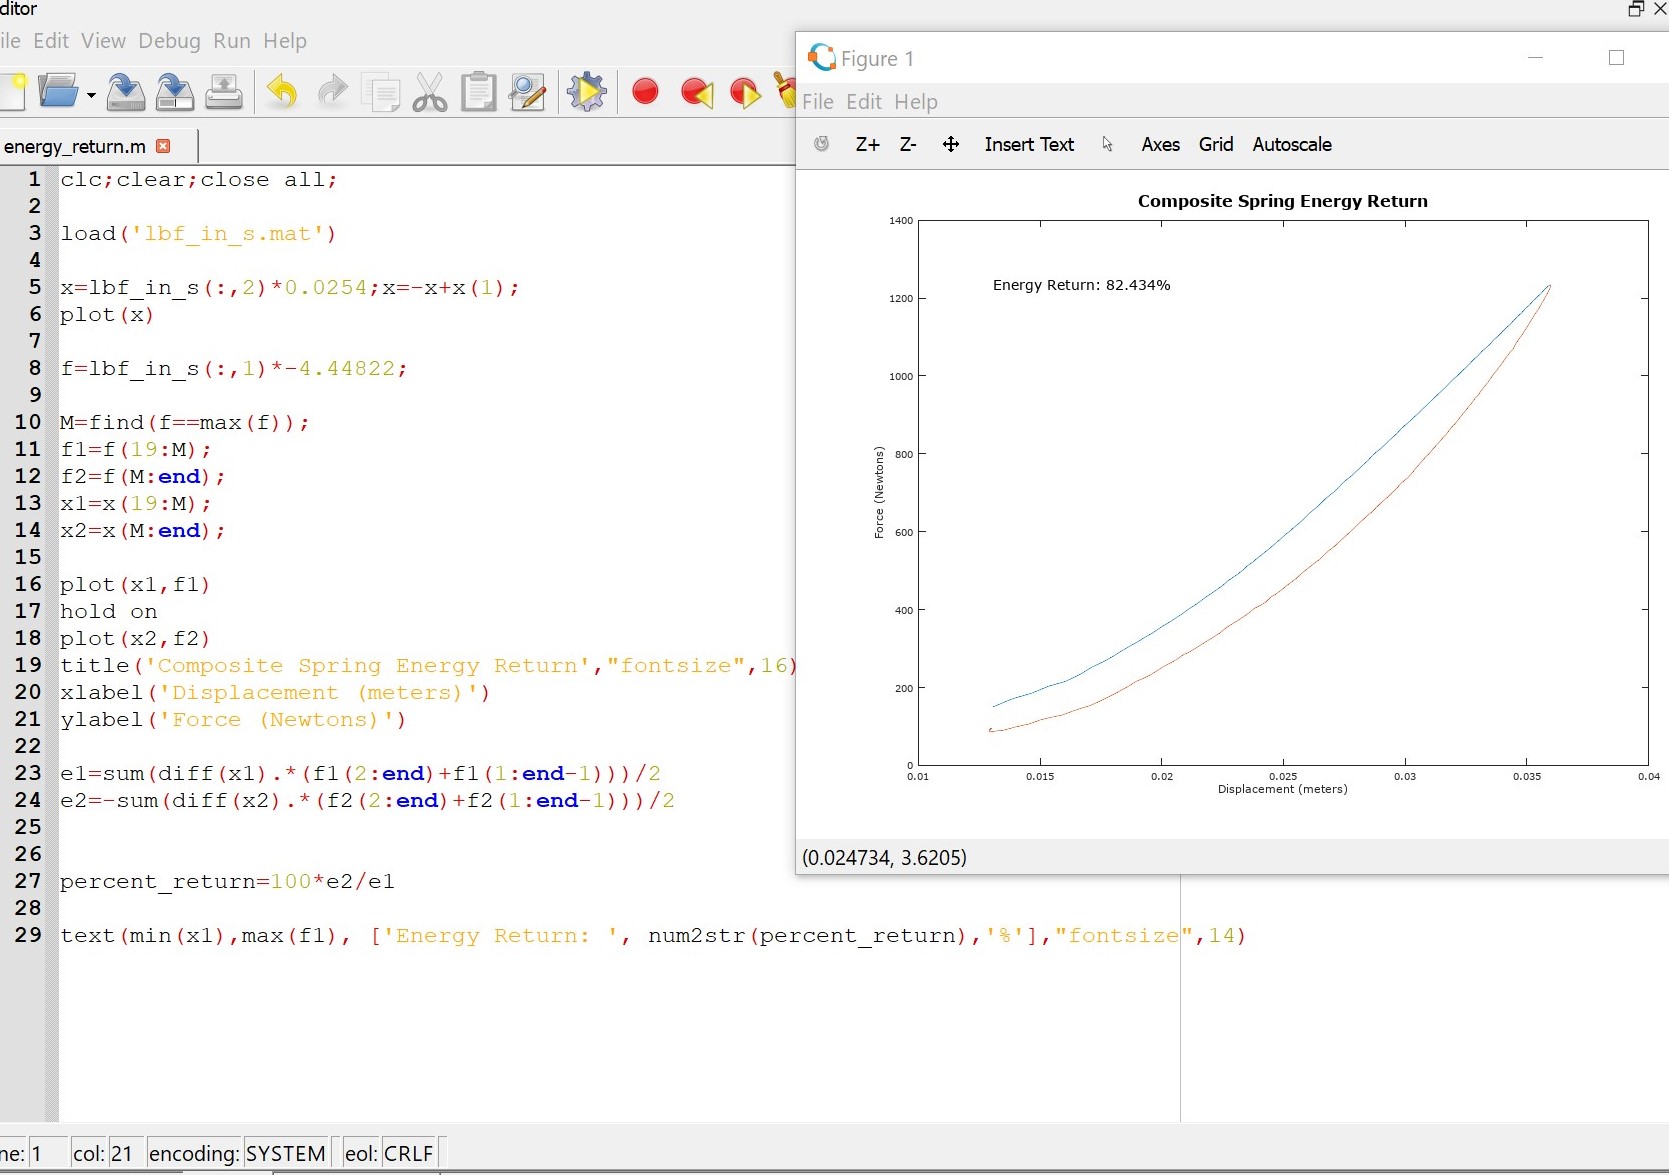 ditor
ile Edit View Debug Run Help
energy_return.m
1 clc;clear;close all;
2
3 load('lbf_in_s.mat')
4
5 x=lbf_in_s(:,2)*0.0254;x=-x+x(1);
6 plot(x)
7
8 f=lbf_in_s(:,1)*-4.44822;
9
10 M=find(f==max(f));
11 f1=f(19:M);
12 f2=f(M:end);
13 x1=x(19:M);
14 x2=x(M:end);
15
16 plot(x1,f1)
17 hold on
18 plot(x2,f2)
19 title('Composite Spring Energy Return',"fontsize",16)
20 xlabel('Displacement (meters)')
21 ylabel('Force (Newtons)')
22
23 e1=sum(diff(x1).*(f1(2:end)+f1(1:end-1)))/2
24 e2=-sum(diff(x2).*(f2(2:end)+f2(1:end-1)))/2
25
26
27 percent_return=100*e2/e1
28
29 text(min(x1),max(f1), ['Energy Return: ', num2str(percent_return),'%'],"fontsize",14)
Figure 1
File Edit Help
Z+ Z- Insert Text Axes Grid Autoscale
Composite Spring Energy Return
Energy Return: 82.434%
1400
1200
1000
800
600
400
200
0
Force (Newtons)
0.01 0.015 0.02 0.025 0.03 0.035 0.04
Displacement (meters)
(0.024734, 3.6205)
ne: 1 col: 21 encoding: SYSTEM eol: CRLF